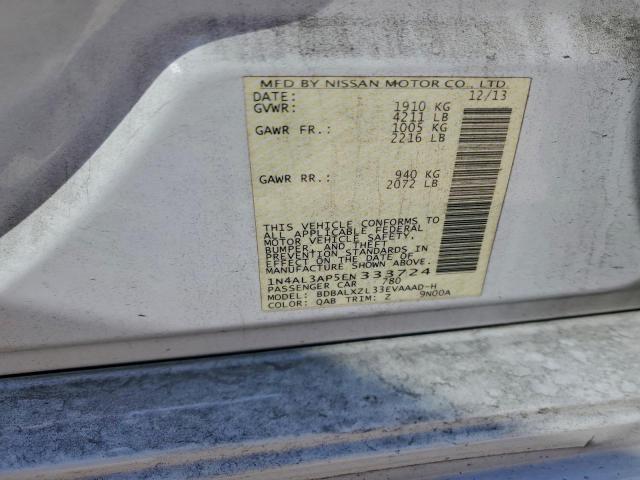 MFD BY NISSAN MOTOR CO., LTD
DATE: 12/13
GVWR: 1910 KG
4211 LB
GAWR FR.: 1005 KG
2216 LB
GAWR RR.: 940 KG
2072 LB
THIS VEHICLE CONFORMS TO
ALL APPLICABLE FEDERAL
MOTOR VEHICLE SAFETY,
BUMPER, AND THEFT
PREVENTION STANDARDS IN
EFFECT ON THE DATE OF
MANUFACTURE SHOWN ABOVE.
1N4AL3AP5EN 333724
PASSENGER CAR 780
MODEL: BDBALXZL33EVAAAD-H
COLOR: QAB TRIM: Z 9N00A